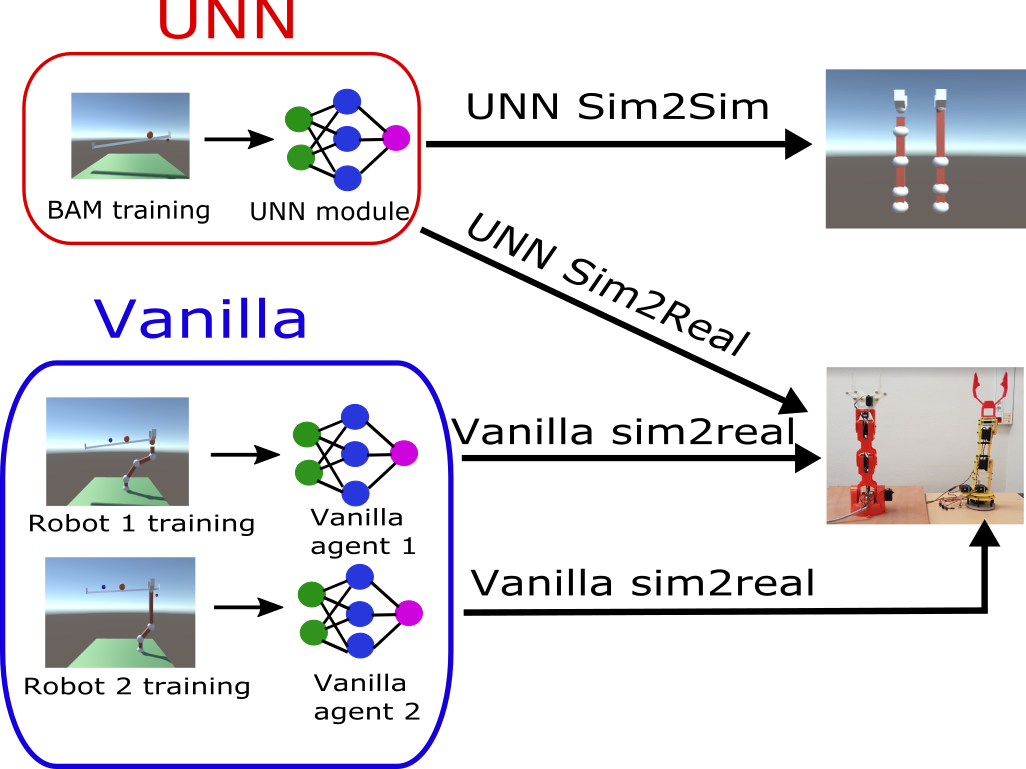 UNN
UNN Sim2Sim
BAM training
UNN module
UNN Sim2Real
Vanilla
Vanilla sim2real
Robot 1 training
Vanilla
agent 1
Vanilla sim2real
Robot 2 training
Vanilla
agent 2